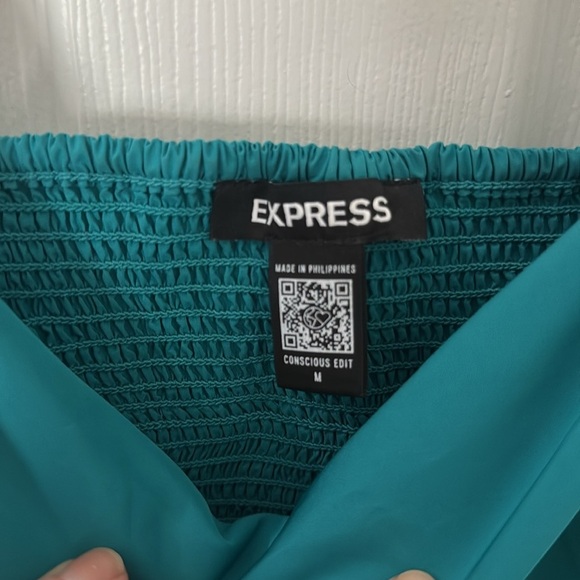 EXPRESS
MADE IN PHILIPPINES
CONSCIOUS EDIT
M